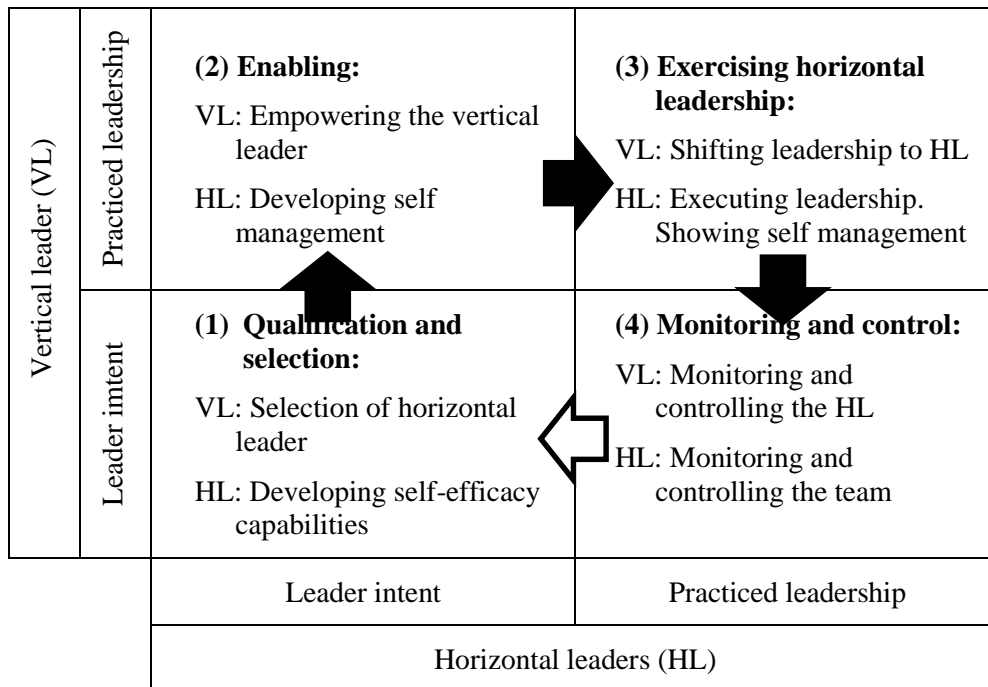 Vertical leader (VL)
Practiced leadership
(2) Enabling:
VL: Empowering the vertical
leader
HL: Developing self
management
(3) Exercising horizontal
leadership:
VL: Shifting leadership to HL
HL: Executing leadership.
Showing self management
Leader imtent
(1) Qualification and
selection:
VL: Selection of horizontal
leader
HL: Developing self-efficacy
capabilities
(4) Monitoring and control:
VL: Monitoring and
controlling the HL
HL: Monitoring and
controlling the team
Leader intent
Practiced leadership
Horizontal leaders (HL)